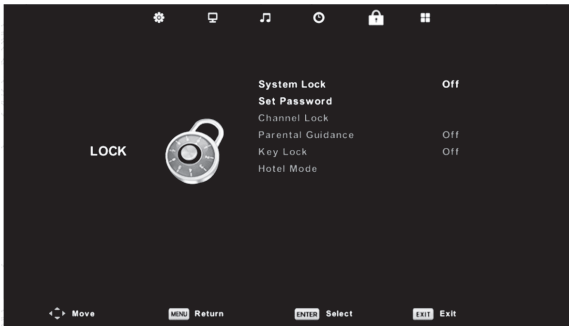 System Lock Off
Set Password
Channel Lock
Parental Guidance Off
Key Lock Off
Hotel Mode
LOCK
Move MENU Return ENTER Select EXIT Exit